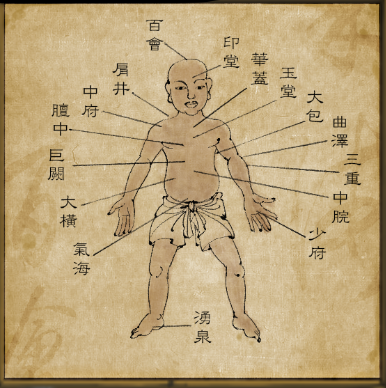 百會
印堂
華蓋
玉堂
大包
曲澤
三重
中脘
少府
肩井
中府
膻中
巨闕
大橫
氣海
湧泉